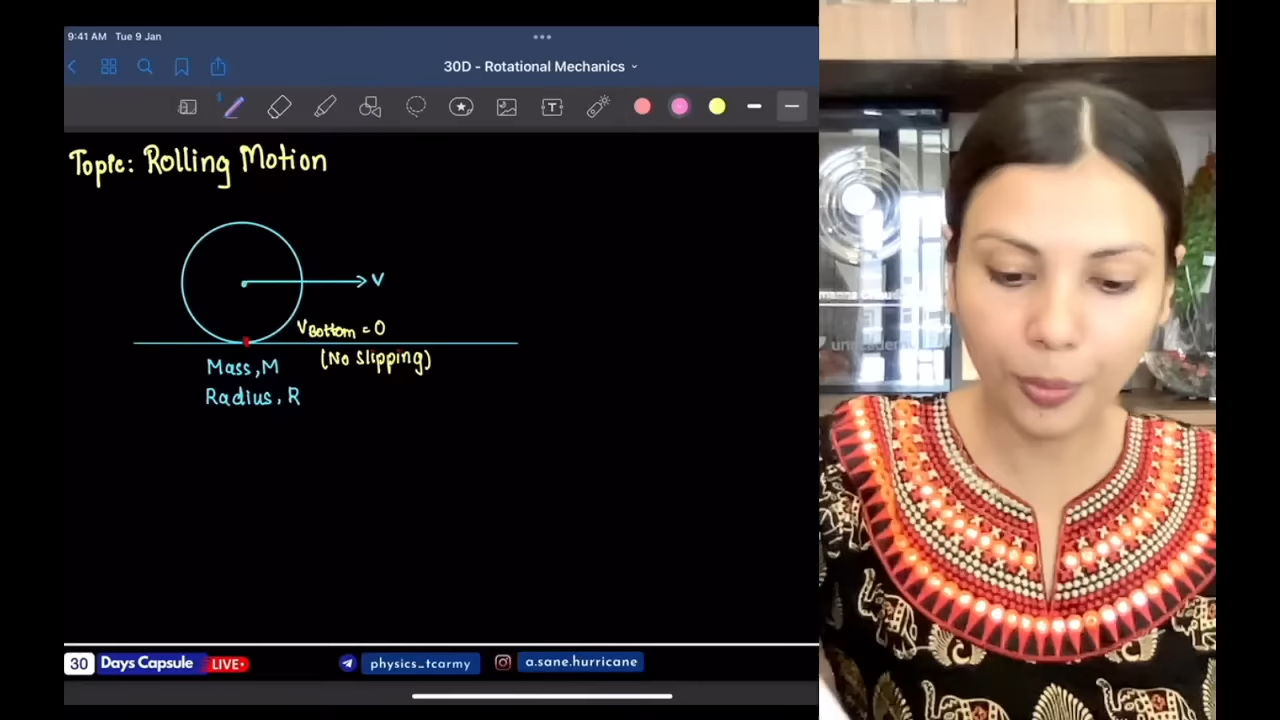 9:41 AM Tue 9 Jan
30D - Rotational Mechanics
Topic: Rolling Motion
V
VBottom = 0
(No Slipping)
Mass, M
Radius, R
30 Days Capsule LIVE
physics_tcarmy
a.sane.hurricane